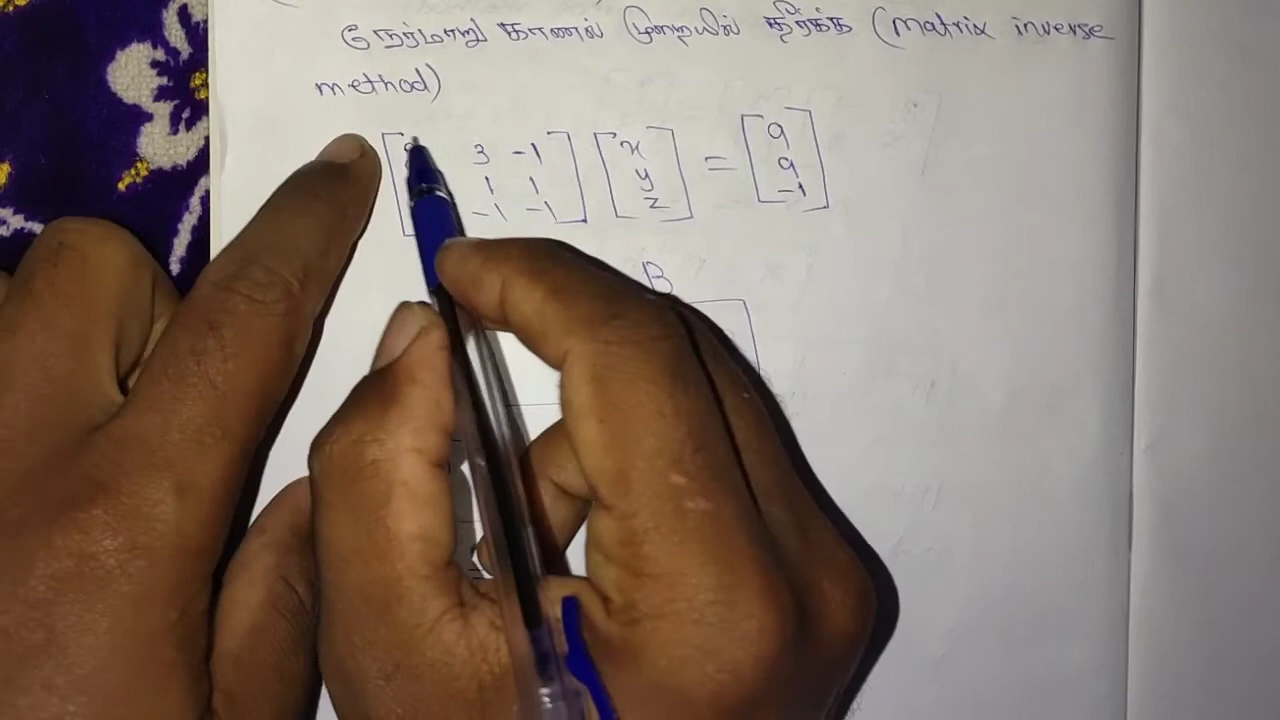 நேர்மாறு காணல் முறையில் தீர்க்க (Matrix inverse
method)
3 -1 x = 9
1 1 y 9
-1 -1 z -1
B